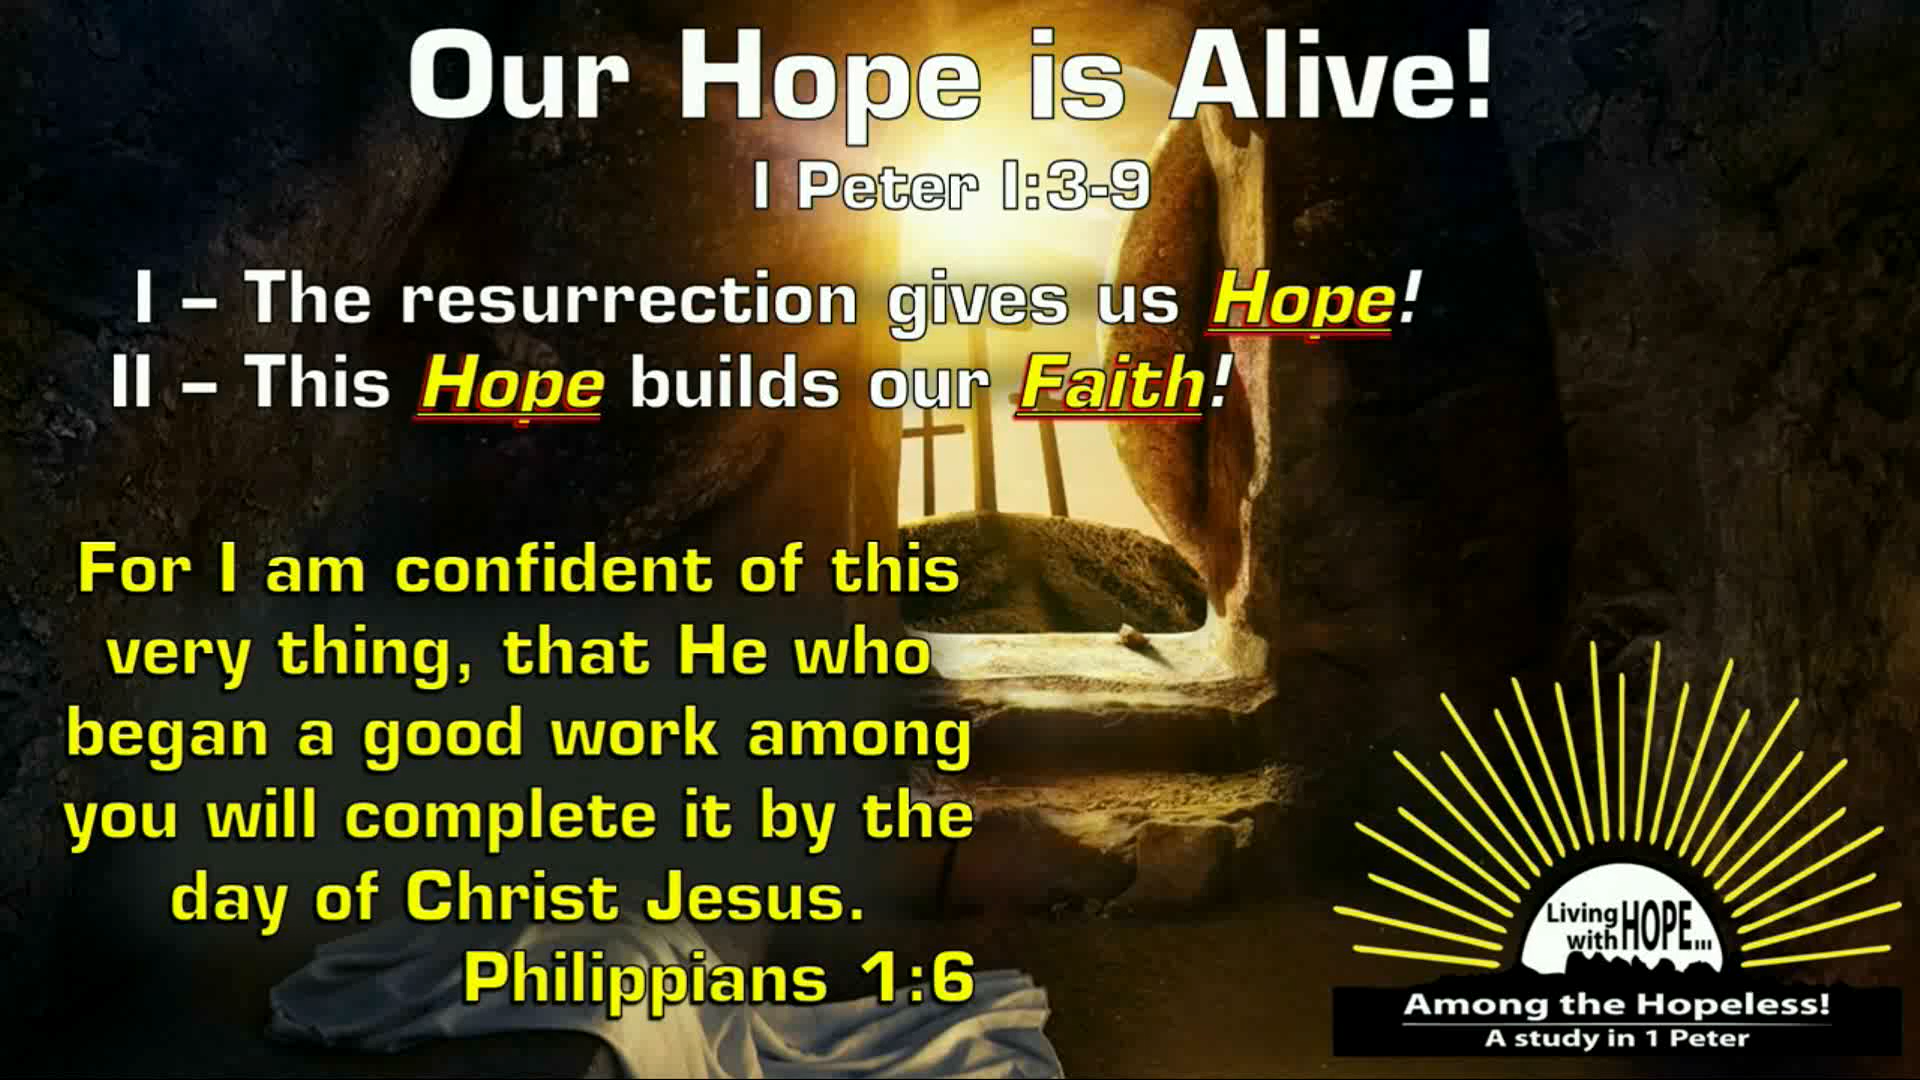 Our Hope is Alive!
I Peter I:3-9
I – The resurrection gives us Hope!
II – This Hope builds our Faith!
For I am confident of this
very thing, that He who
began a good work among
you will complete it by the
day of Christ Jesus.
Philippians 1:6
Living
with HOPE...
Among the Hopeless!
A study in 1 Peter